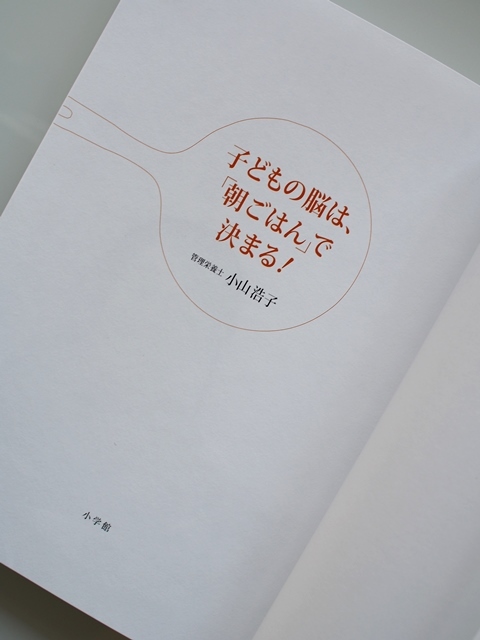 子どもの脳は、
「朝ごはん」で
決まる!
管理栄養士 小山浩子
小学館